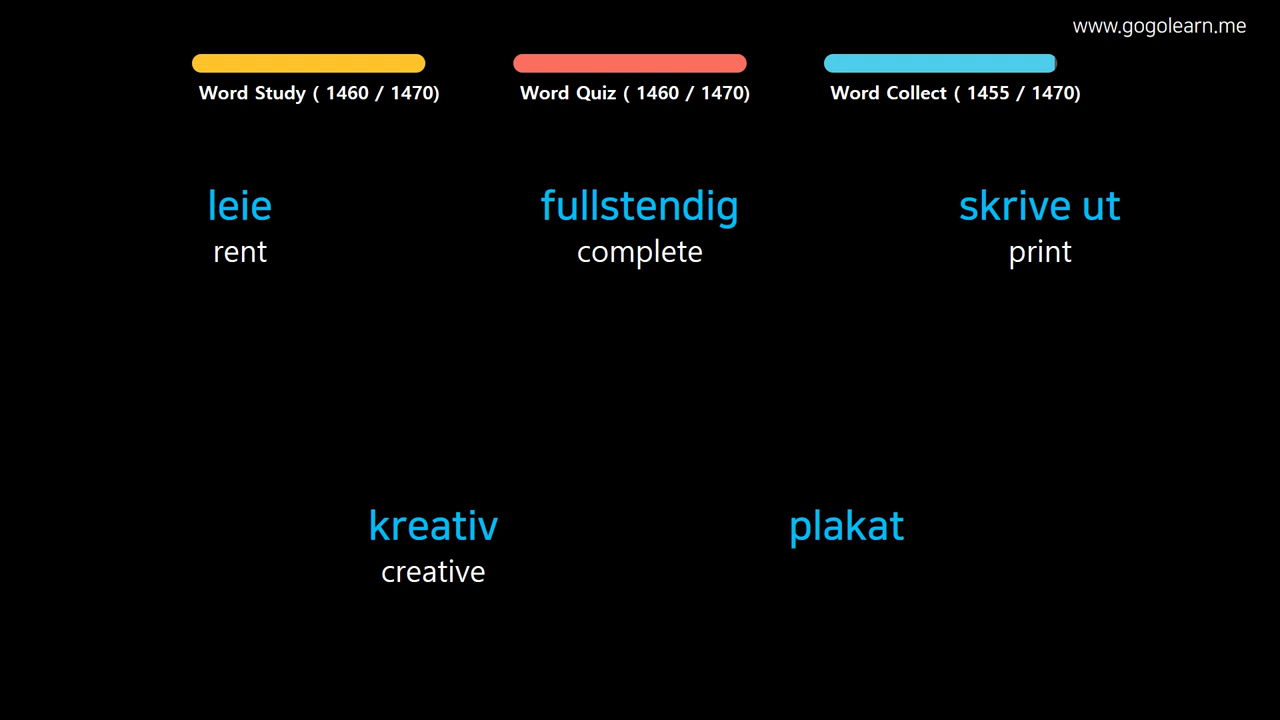 www.gogolearn.me
Word Study ( 1460 / 1470)
Word Quiz ( 1460 / 1470)
Word Collect ( 1455 / 1470)
leie
rent
fullstendig
complete
skrive ut
print
kreativ
creative
plakat